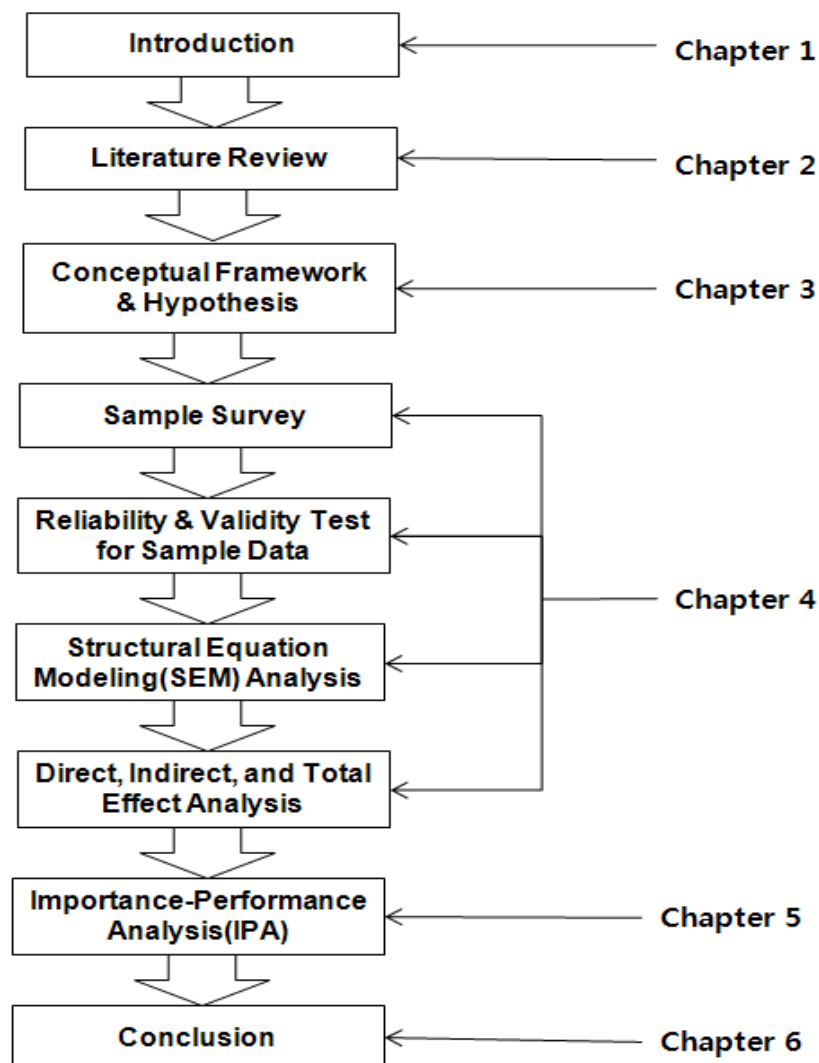 Introduction
Chapter 1
Literature Review
Chapter 2
Conceptual Framework
& Hypothesis
Chapter 3
Sample Survey
Reliability & Validity Test
for Sample Data
Chapter 4
Structural Equation
Modeling(SEM) Analysis
Direct, Indirect, and Total
Effect Analysis
Importance-Performance
Analysis(IPA)
Chapter 5
Conclusion
Chapter 6